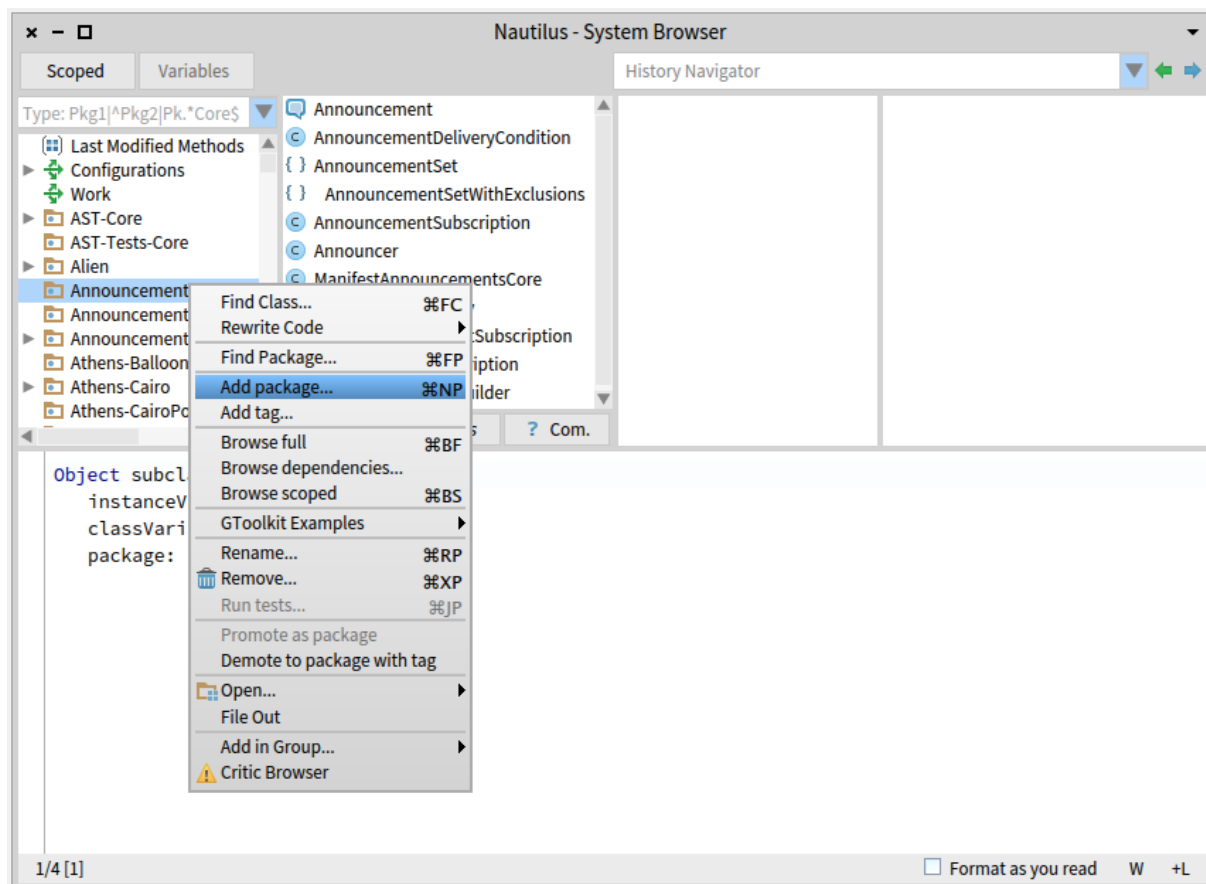 Nautilus - System Browser
Scoped
Variables
History Navigator
Type: Pkg1|^Pkg2|Pk.*Core$
Last Modified Methods
Configurations
Work
AST-Core
AST-Tests-Core
Alien
Announcement
Announcement
Announcement
Athens-Balloon
Athens-Cairo
Athens-CairoPo
Announcement
AnnouncementDeliveryCondition
AnnouncementSet
AnnouncementSetWithExclusions
AnnouncementSubscription
Announcer
ManifestAnnouncementsCore
:Subscription
iption
ilder
? Com.
Find Class... ⌘FC
Rewrite Code
Find Package... ⌘FP
Add package... ⌘NP
Add tag...
Browse full ⌘BF
Browse dependencies...
Browse scoped ⌘BS
GToolkit Examples
Rename... ⌘RP
Remove... ⌘XP
Run tests... ⌘JP
Promote as package
Demote to package with tag
Open...
File Out
Add in Group...
Critic Browser
Object subcl
instanceV
classVari
package:
1/4 [1]
Format as you read
W
+L